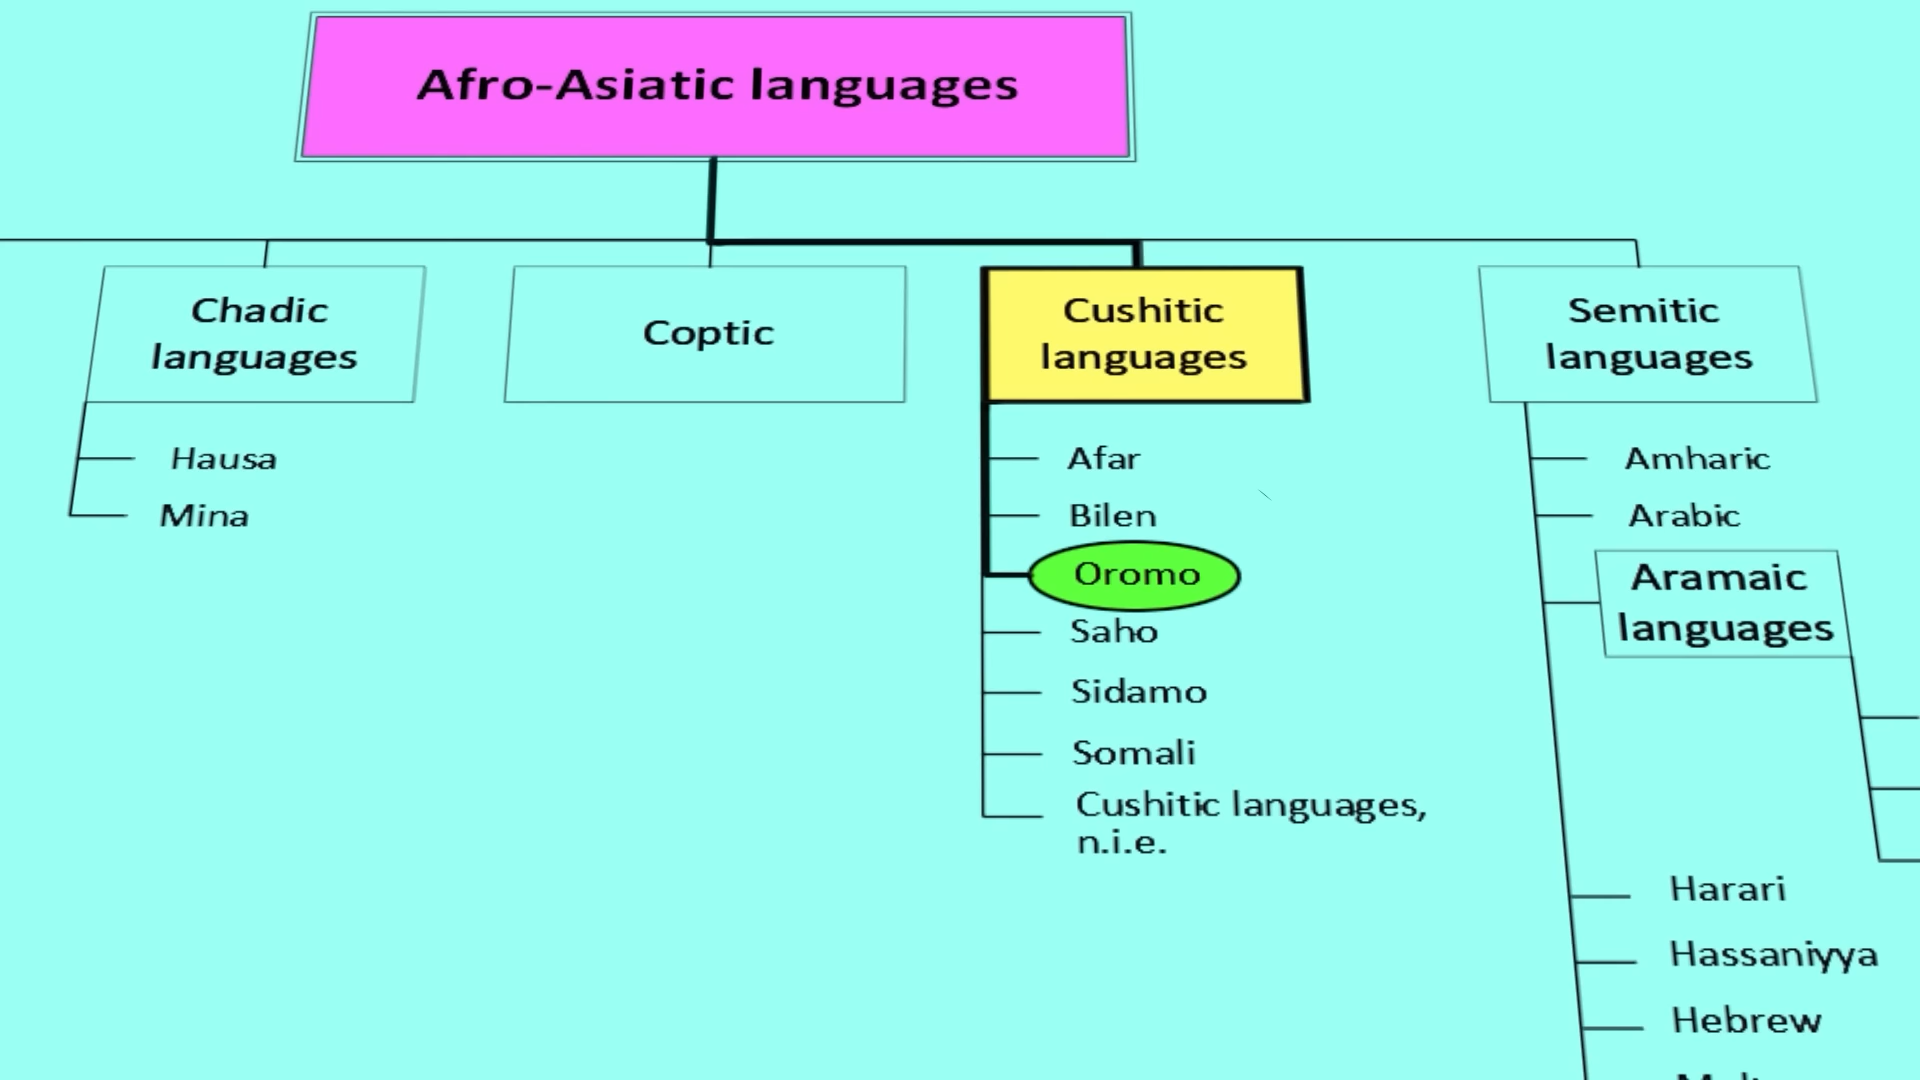 Afro-Asiatic languages
Chadic
languages
Hausa
Mina
Coptic
Cushitic
languages
Afar
Bilen
Oromo
Saho
Sidamo
Somali
Cushitic languages,
n.i.e.
Semitic
languages
Amharic
Arabic
Aramaic
languages
Harari
Hassaniyya
Hebrew